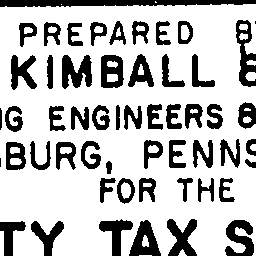 PREPARED
KIMBALL &
ENGINEERS &
BURG, PENNS
FOR THE
TY TAX S